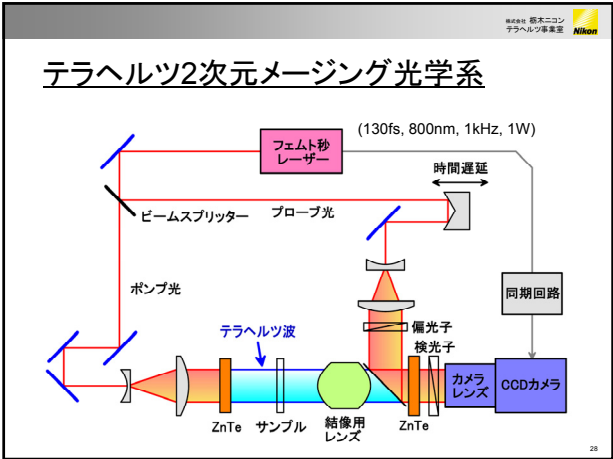 株式会社 栃木ニコン
テラヘルツ事業室
Nikon
テラヘルツ2次元メージング光学系
(130fs, 800nm, 1kHz, 1W)
フェムト秒
レーザー
時間遅延
ビームスプリッター
プローブ光
ポンプ光
同期回路
テラヘルツ波
偏光子
検光子
カメラ
レンズ
CCDカメラ
ZnTe
サンプル
結像用
レンズ
ZnTe
28